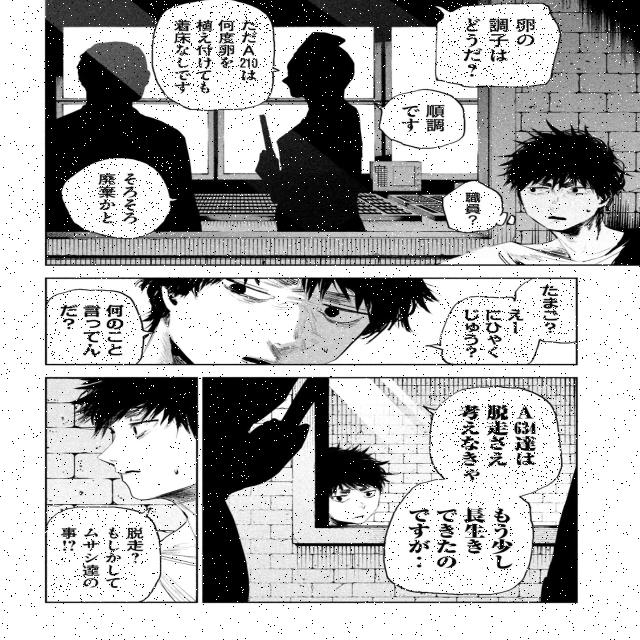 卵の
調子は
どうだ?
順調
です
ただA
210は
何度卵を
植え付けても
着床なしです
そろそろ
廃棄かと
職員?
たまご?
えー
にひゃく
じゅう?
何のこと
言ってん
だ?
A
634達は
脱走さえ
考えなきゃ
もう少し
長生き
できたの
ですが‥
脱走?
もしかして
ムサシ達の
事!?